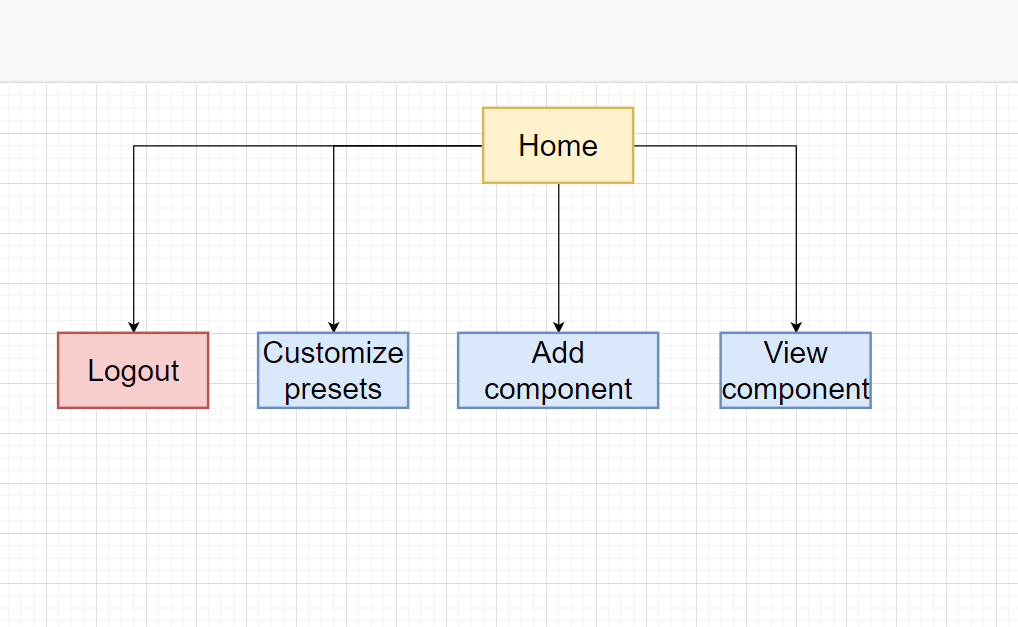 Home
Logout
Customize
presets
Add
component
View
component